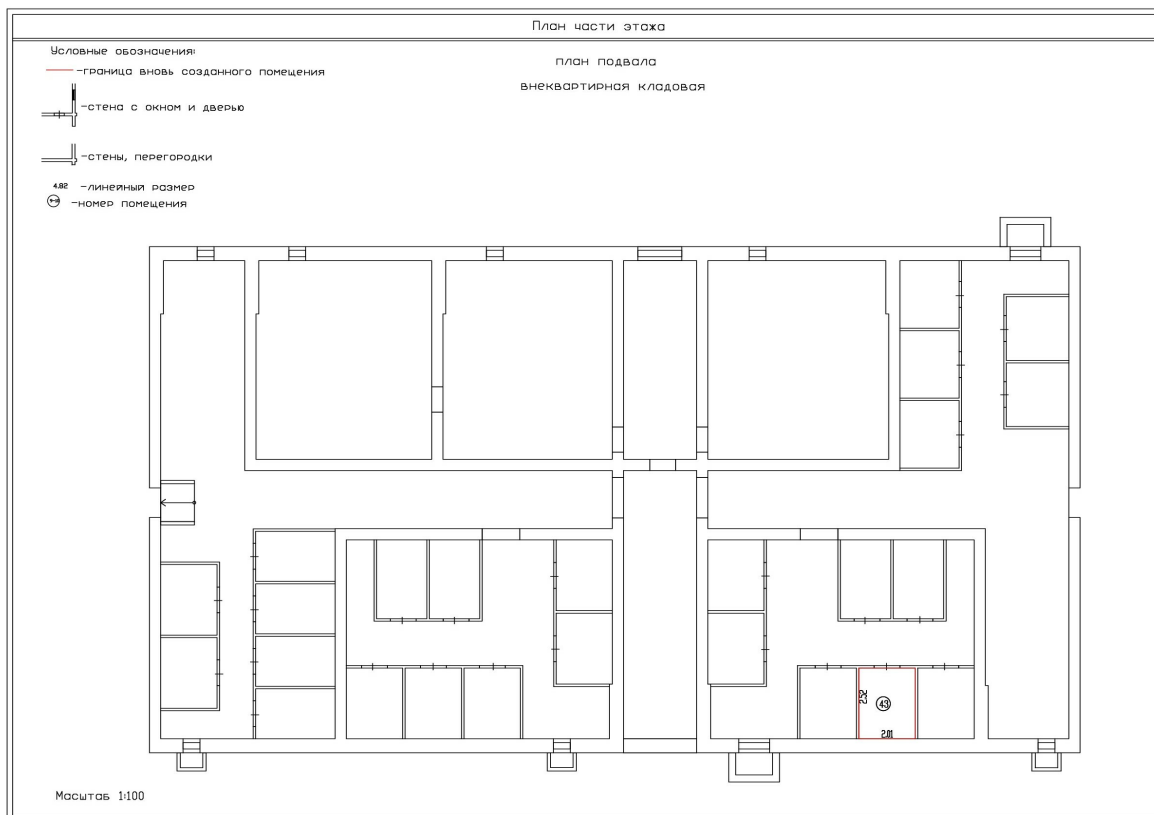 План части этажа
Условные обозначения:
план подвала
-граница вновь созданного помещения
внеквартирная кладовая
-стена с окном и дверью
-стены, перегородки
4.82 -линейный размер
-номер помещения
2.52
43
2.01
Масштаб 1:100